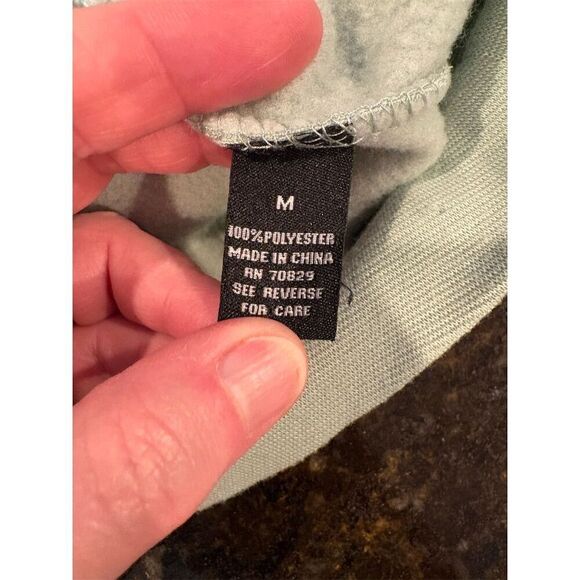 M
100%POLYESTER
MADE IN CHINA
RN 70829
SEE REVERSE
FOR CARE